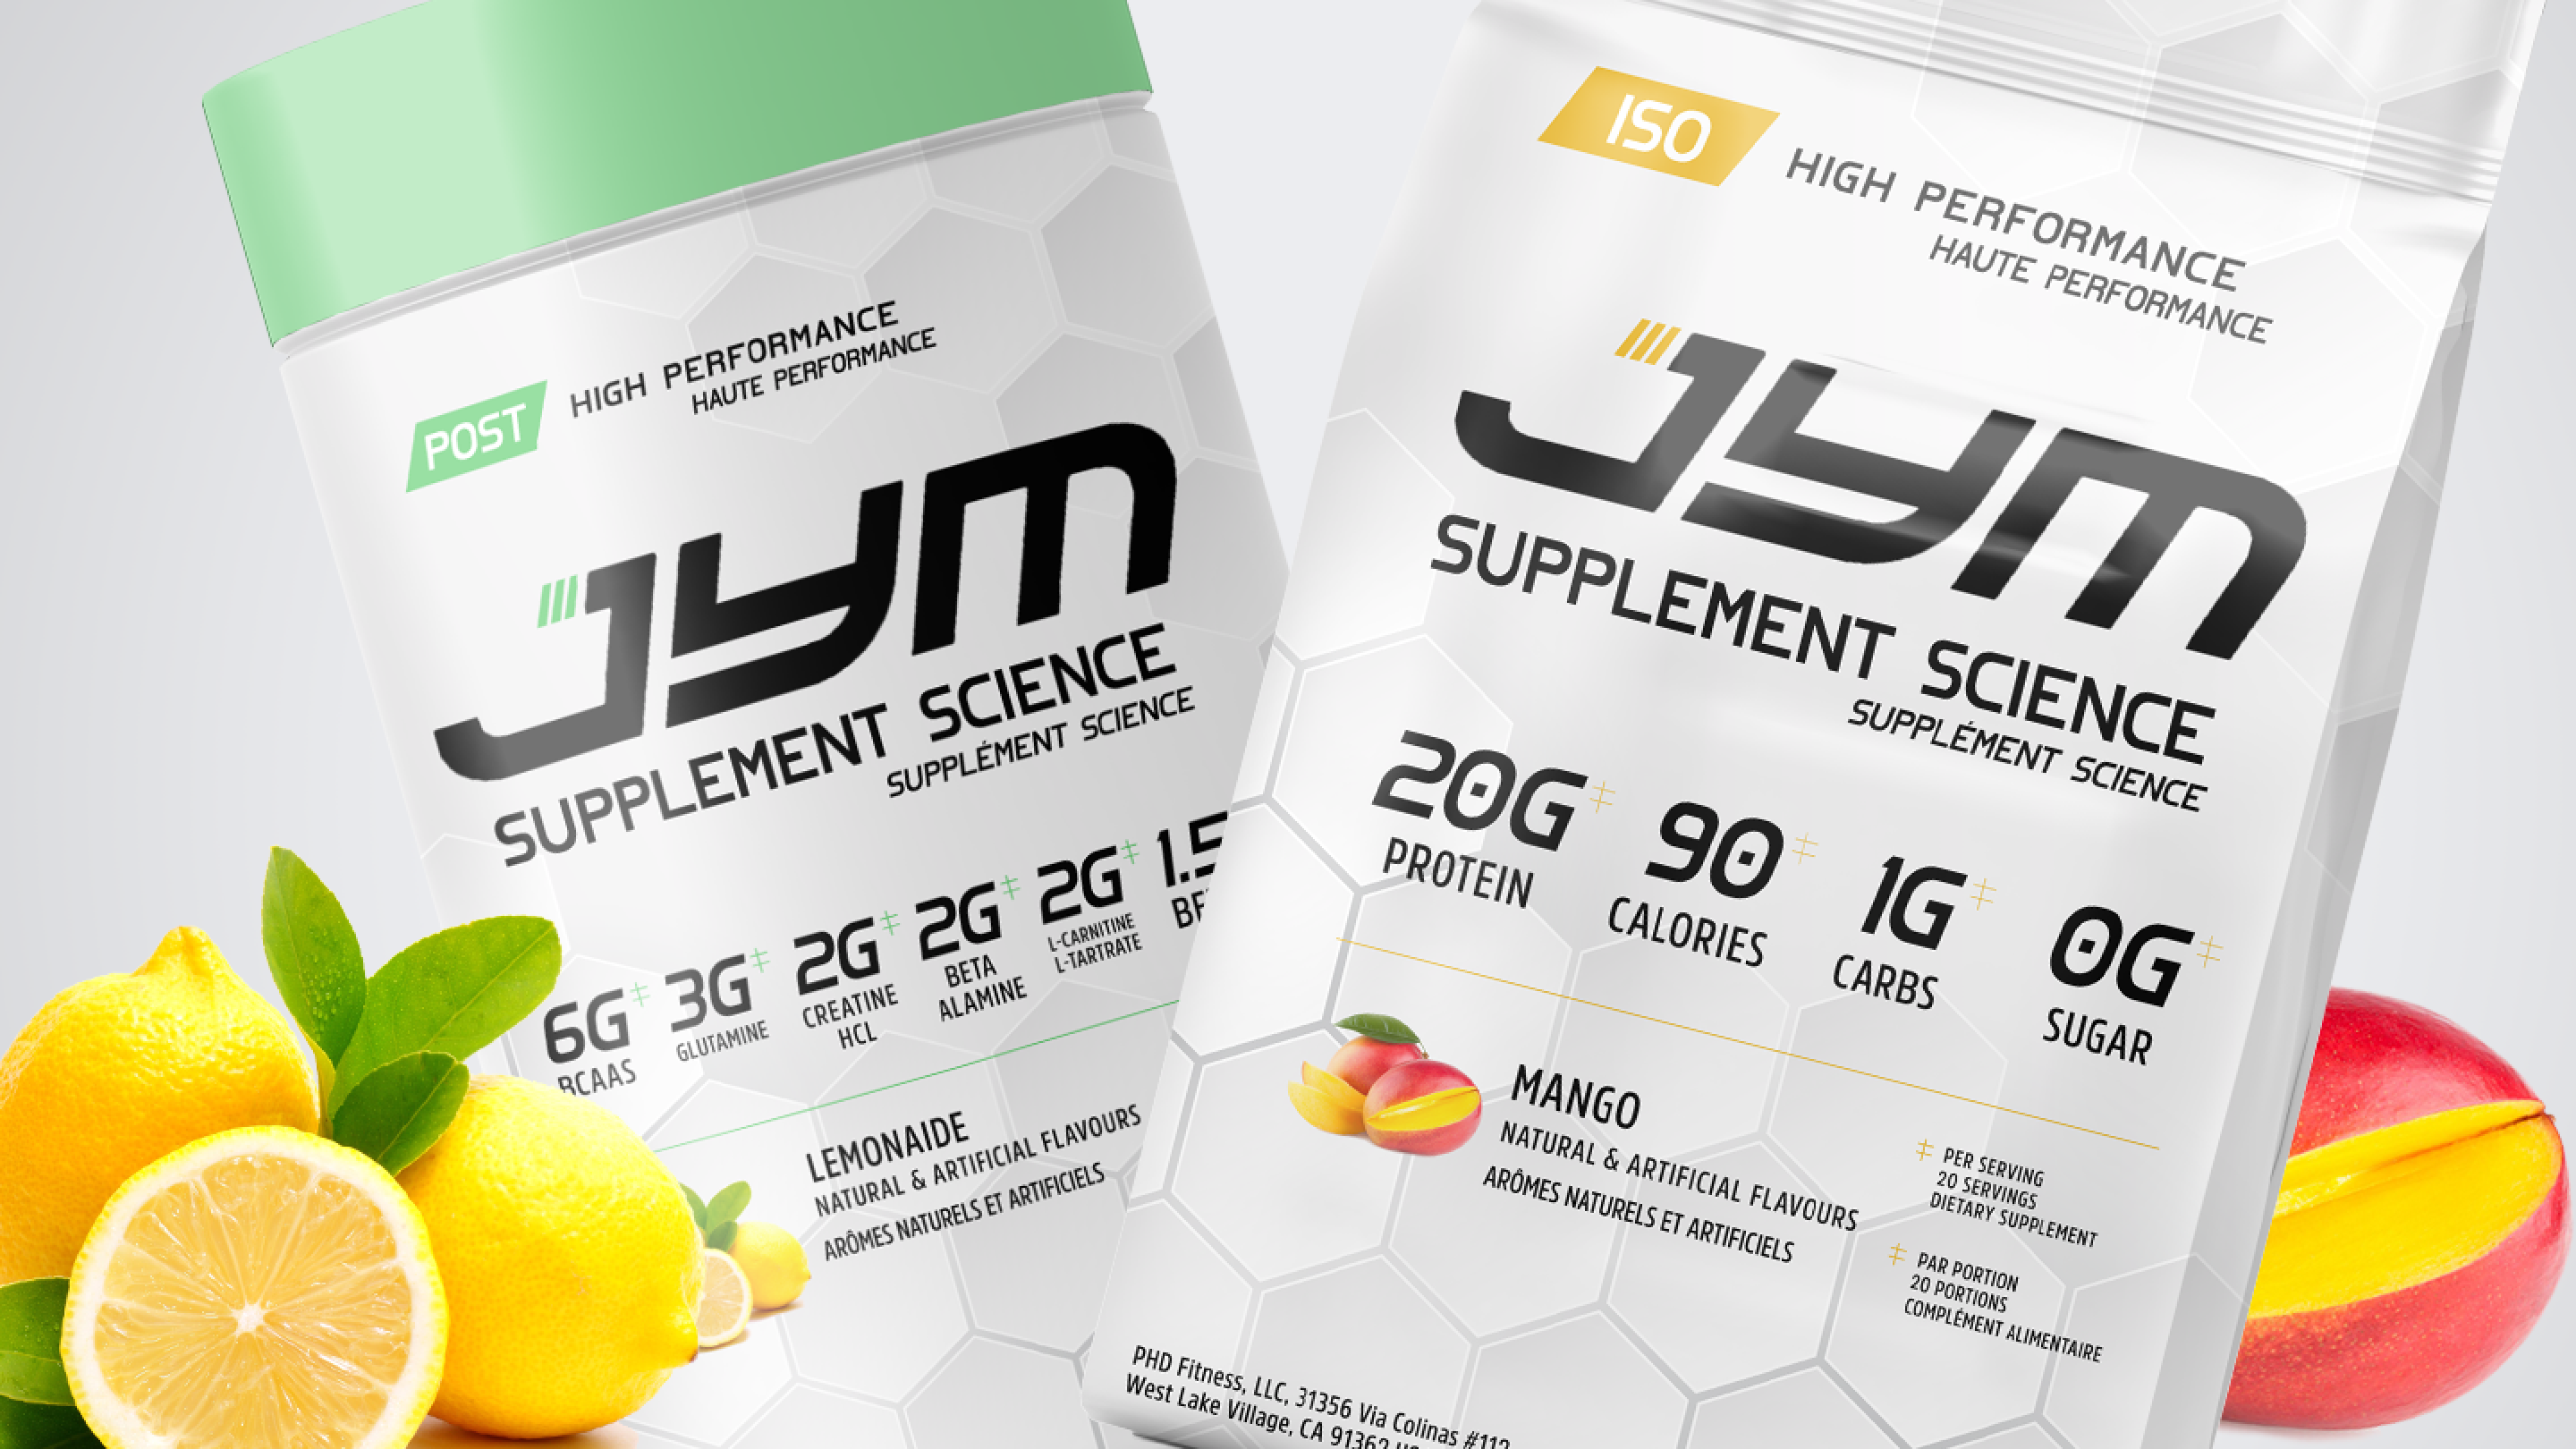 POST
HIGH PERFORMANCE
HAUTE PERFORMANCE
JYM
SUPPLEMENT SCIENCE
SUPPLÉMENT SCIENCE
6G‡
BCAAS
3G‡
GLUTAMINE
2G‡
CREATINE
HCL
2G‡
BETA
ALAMINE
2G‡
L-CARNITINE
L-TARTRATE
1.5
LEMONAIDE
NATURAL & ARTIFICIAL FLAVOURS
ARÔMES NATURELS ET ARTIFICIELS
ISO
HIGH PERFORMANCE
HAUTE PERFORMANCE
JYM
SUPPLEMENT SCIENCE
SUPPLÉMENT SCIENCE
20G‡
PROTEIN
90‡
CALORIES
1G‡
CARBS
0G‡
SUGAR
MANGO
NATURAL & ARTIFICIAL FLAVOURS
ARÔMES NATURELS ET ARTIFICIELS
‡ PER SERVING
20 SERVINGS
DIETARY SUPPLEMENT
‡ PAR PORTION
20 PORTIONS
COMPLÉMENT ALIMENTAIRE
PHD Fitness, LLC, 31356 Via Colinas #112
West Lake Village, CA 91362